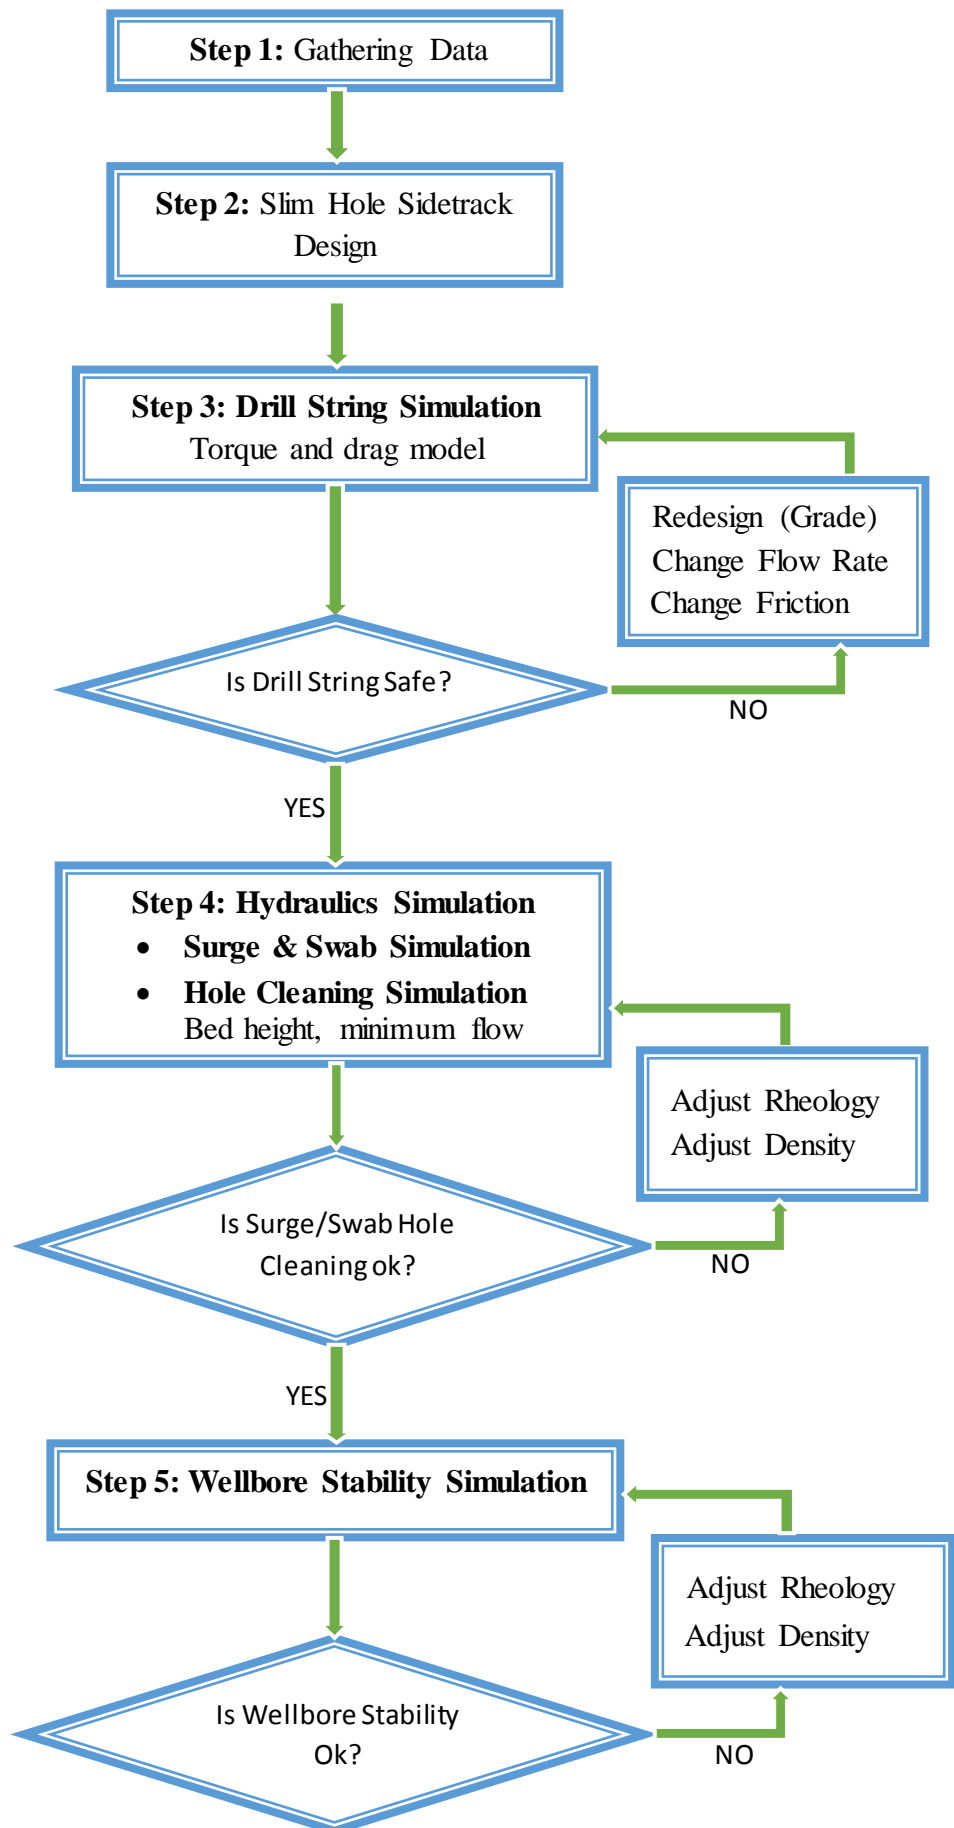 Step 1: Gathering Data
Step 2: Slim Hole Sidetrack
Design
Step 3: Drill String Simulation
Torque and drag model
Redesign (Grade)
Change Flow Rate
Change Friction
Is Drill String Safe?
NO
YES
Step 4: Hydraulics Simulation
• Surge & Swab Simulation
• Hole Cleaning Simulation
Bed height, minimum flow
Adjust Rheology
Adjust Density
Is Surge/Swab Hole
Cleaning ok?
NO
YES
Step 5: Wellbore Stability Simulation
Adjust Rheology
Adjust Density
Is Wellbore Stability
Ok?
NO